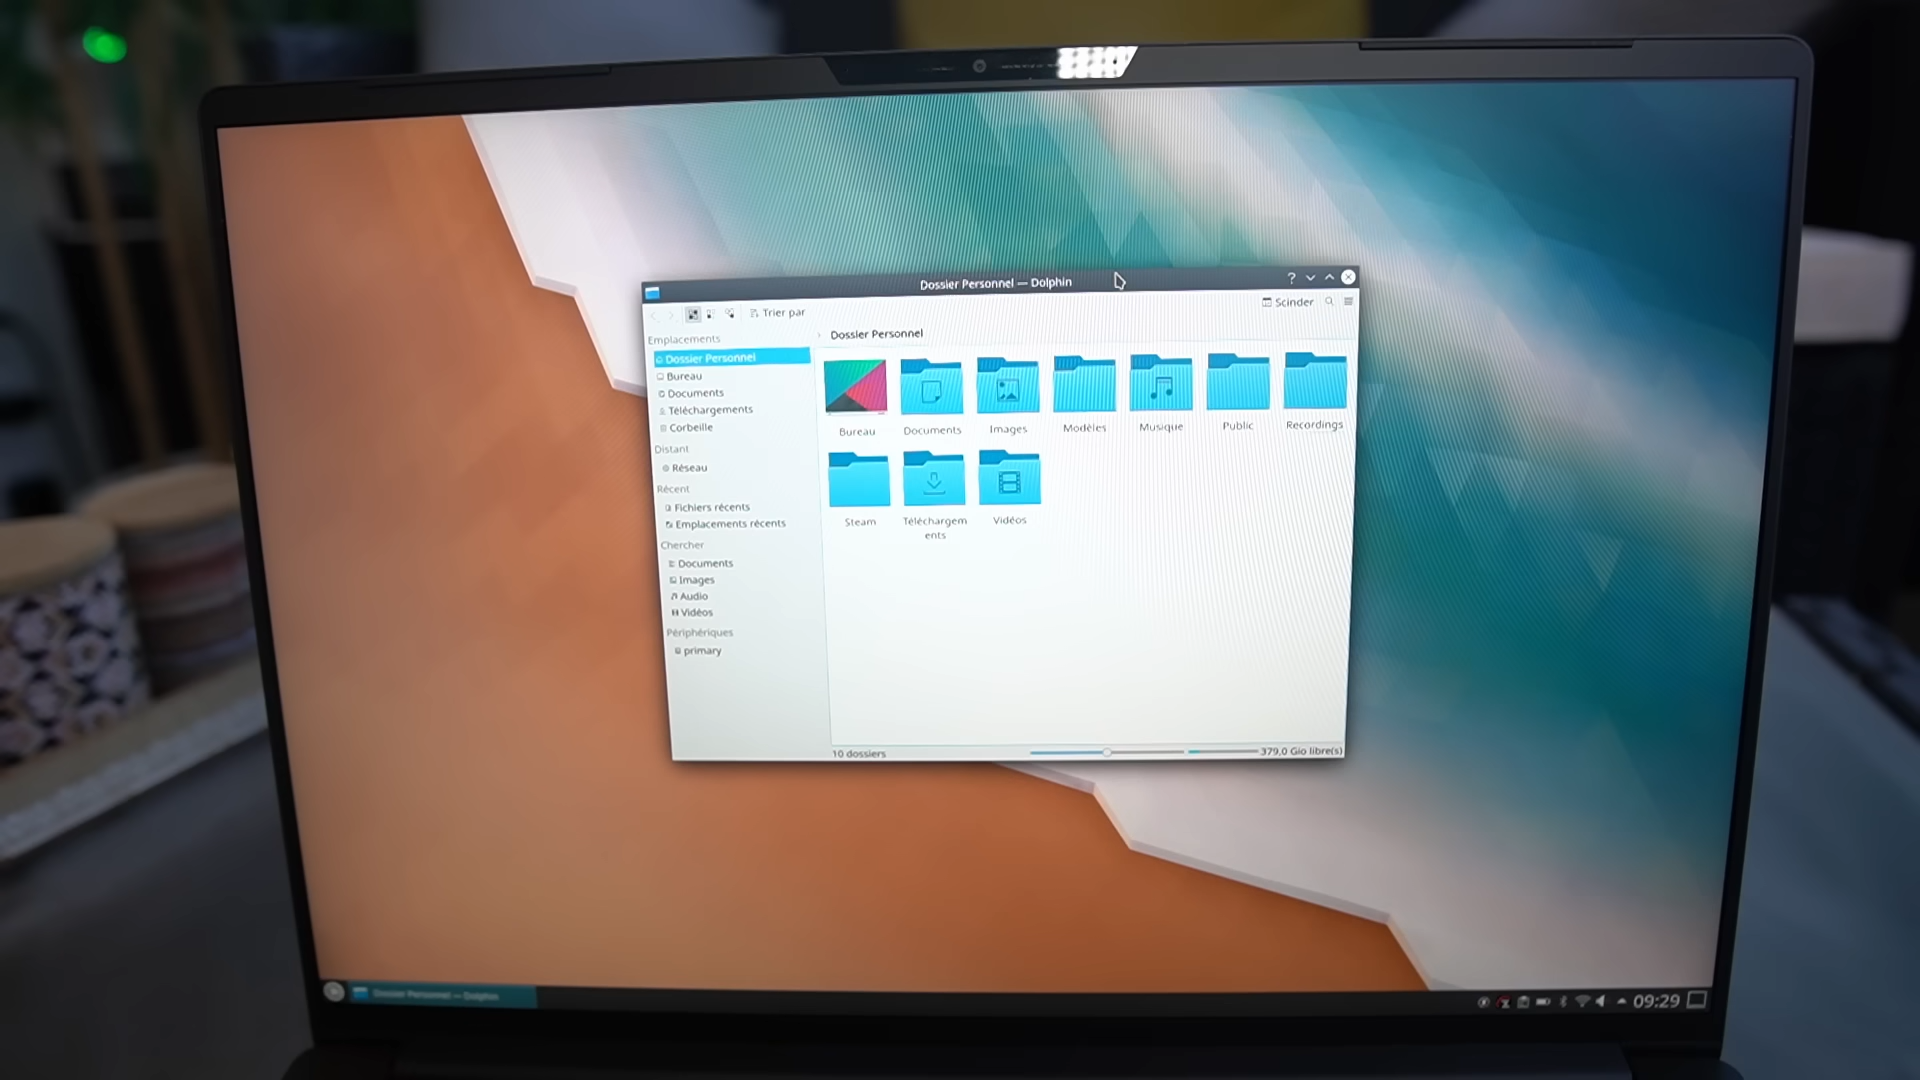 Dossier Personnel — Dolphin
?
Trier par
Scinder
Emplacements
Dossier Personnel
Bureau
Documents
Téléchargements
Corbeille
Distant
Réseau
Récent
Fichiers récents
Emplacements récents
Chercher
Documents
Images
Audio
Vidéos
Périphériques
primary
Dossier Personnel
Bureau
Documents
Images
Modèles
Musique
Public
Recordings
Steam
Téléchargem
ents
Vidéos
10 dossiers
379,0 Gio libre(s)
Dossier Personnel — Dolphin
09:29